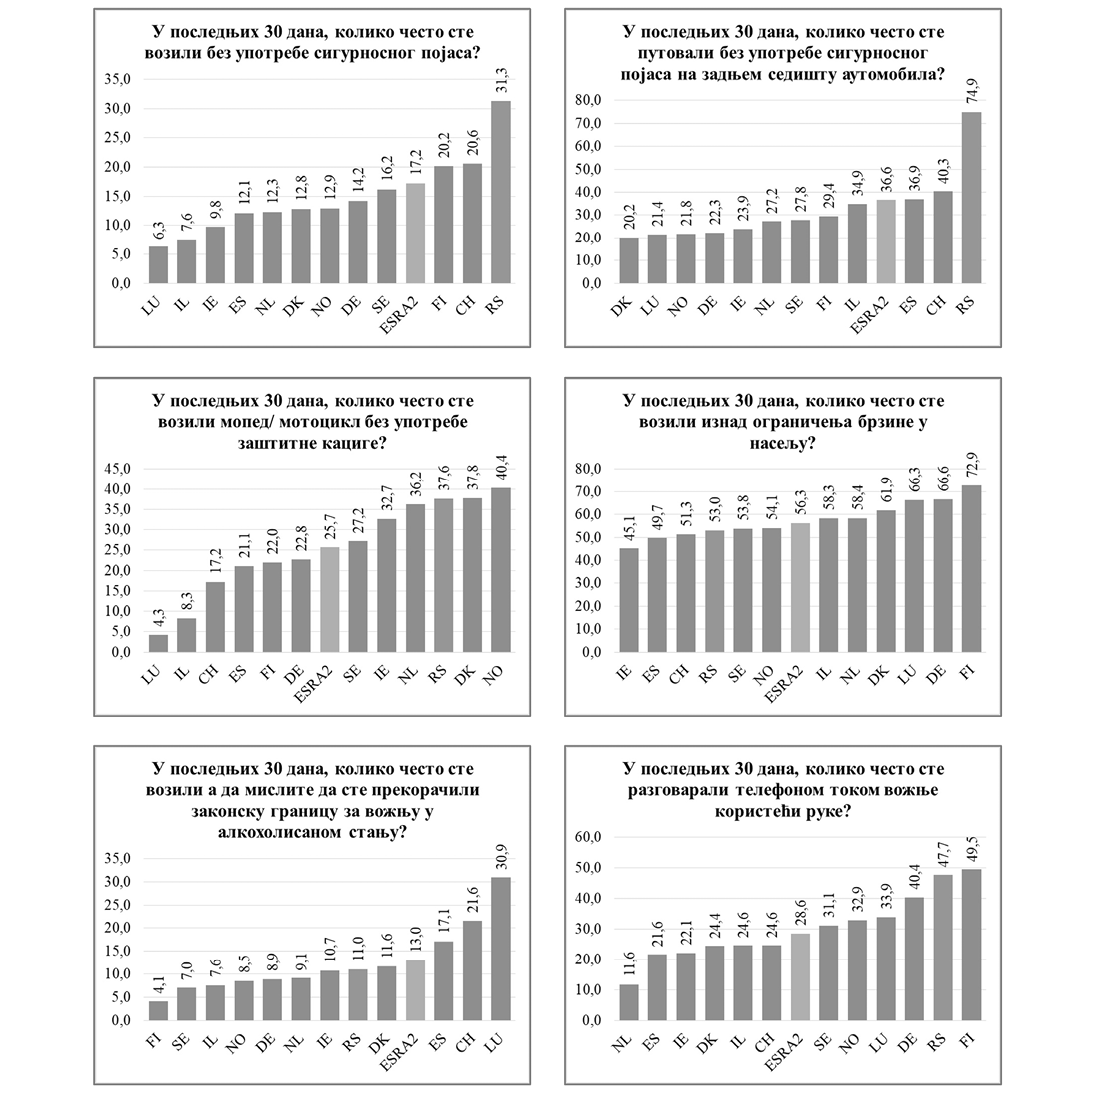 У последњих 30 дана, колико често сте
возили без употребе сигурносног појаса?
35,0
30,0
25,0
20,0
15,0
10,0
5,0
0,0
6,3
7,6
9,8
12,1
12,3
12,8
12,9
14,2
16,2
17,2
20,2
20,6
31,3
LU
IL
IE
ES
NL
DK
NO
DE
SE
ESRA2
FI
CH
RS
У последњих 30 дана, колико често сте
путовали без употребе сигурносног
појаса на задњем седишту аутомобила?
80,0
70,0
60,0
50,0
40,0
30,0
20,0
10,0
0,0
20,2
21,4
21,8
22,3
23,9
27,2
27,8
29,4
34,9
36,6
36,9
40,3
74,9
DK
LU
NO
DE
IE
NL
SE
FI
IL
ESRA2
ES
CH
RS
У последњих 30 дана, колико често сте
возили мопед/ мотоцикл без употребе
заштитне кациге?
45,0
40,0
35,0
30,0
25,0
20,0
15,0
10,0
5,0
0,0
4,3
8,3
17,2
21,1
22,0
22,8
25,7
27,2
32,7
36,2
37,6
37,8
40,4
LU
IL
CH
ES
FI
DE
ESRA2
SE
IE
NL
RS
DK
NO
У последњих 30 дана, колико често сте
возили изнад ограничења брзине у
насељу?
80,0
70,0
60,0
50,0
40,0
30,0
20,0
10,0
0,0
45,1
49,7
51,3
53,0
53,8
54,1
56,3
58,3
58,4
61,9
66,3
66,6
72,9
IE
ES
CH
RS
SE
NO
ESRA2
IL
NL
DK
LU
DE
FI
У последњих 30 дана, колико често сте
возили а да мислите да сте прекорачили
законску границу за вожњу у
алкохолисаном стању?
35,0
30,0
25,0
20,0
15,0
10,0
5,0
0,0
4,1
7,0
7,6
8,5
8,9
9,1
10,7
11,0
11,6
13,0
17,1
21,6
30,9
FI
SE
IL
NO
DE
NL
IE
RS
DK
ESRA2
ES
CH
LU
У последњих 30 дана, колико често сте
разговарали телефоном током вожње
користећи руке?
60,0
50,0
40,0
30,0
20,0
10,0
0,0
11,6
21,6
22,1
24,4
24,6
24,6
28,6
31,1
32,9
33,9
40,4
47,7
49,5
NL
ES
IE
DK
IL
CH
ESRA2
SE
NO
LU
DE
RS
FI